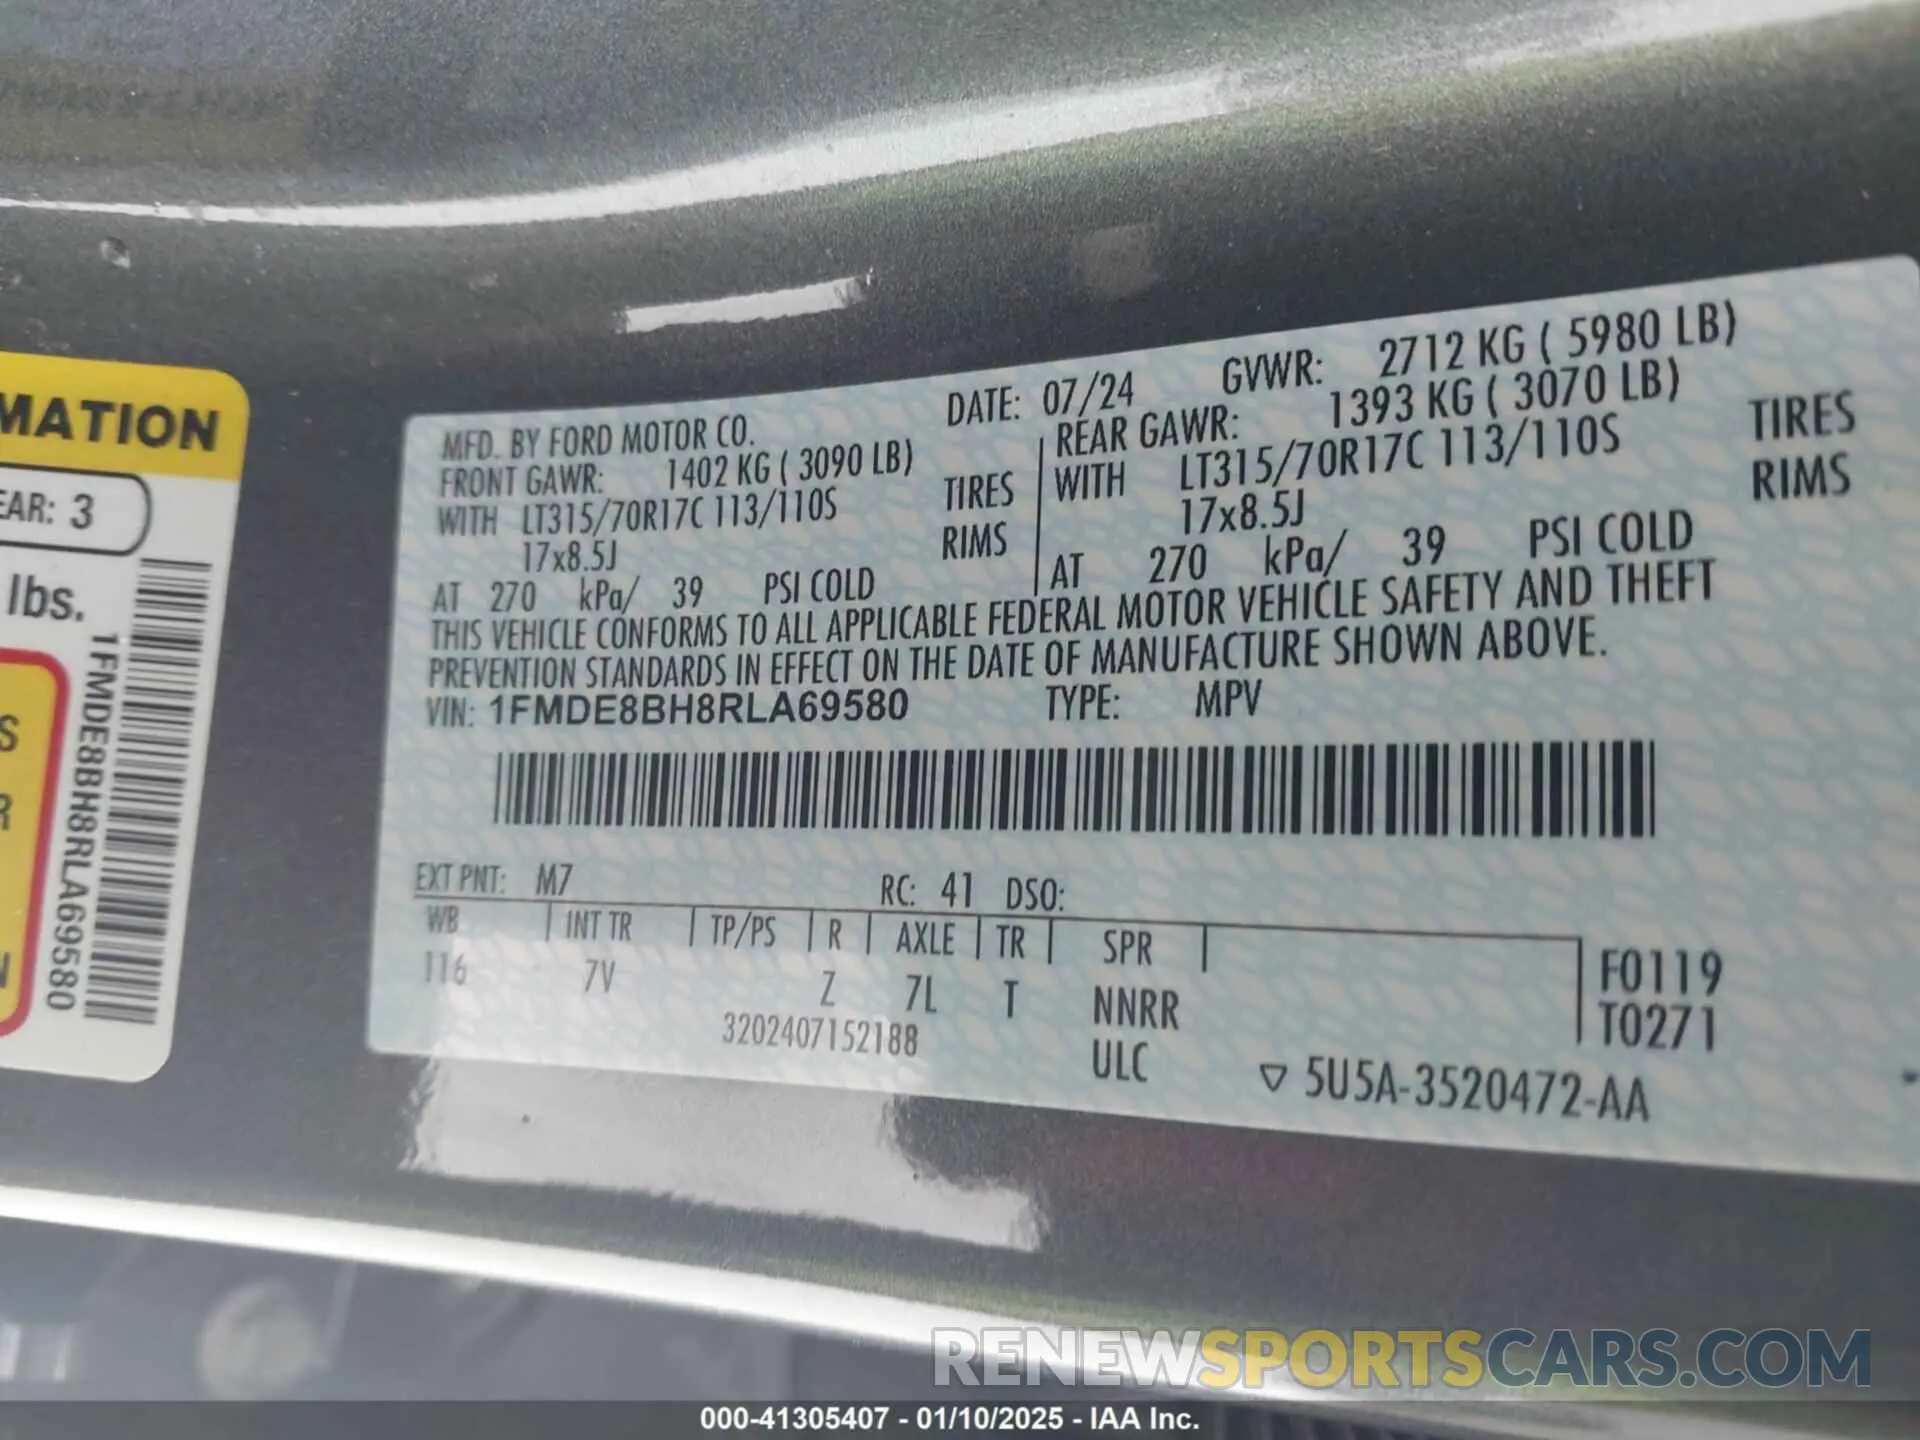 MATION
EAR: 3
lbs.
1FMDE8BH8RLA69580
S
R
N
MFD. BY FORD MOTOR CO. DATE: 07/24 GVWR: 2712 KG ( 5980 LB)
FRONT GAWR: 1402 KG ( 3090 LB) REAR GAWR: 1393 KG ( 3070 LB)
WITH LT315/70R17C 113/110S TIRES WITH LT315/70R17C 113/110S TIRES
17x8.5J RIMS 17x8.5J RIMS
AT 270 kPa/ 39 PSI COLD AT 270 kPa/ 39 PSI COLD
THIS VEHICLE CONFORMS TO ALL APPLICABLE FEDERAL MOTOR VEHICLE SAFETY AND THEFT
PREVENTION STANDARDS IN EFFECT ON THE DATE OF MANUFACTURE SHOWN ABOVE.
VIN: 1FMDE8BH8RLA69580 TYPE: MPV
EXT PNT: M7 RC: 41 DSO:
WB INT TR TP/PS R AXLE TR SPR
116 7V Z 7L T NNRR
F0119
T0271
3202407152188 ULC
▽ 5U5A-3520472-AA
RENEWSPORTSCARS.COM
000-41305407 - 01/10/2025 - IAA Inc.